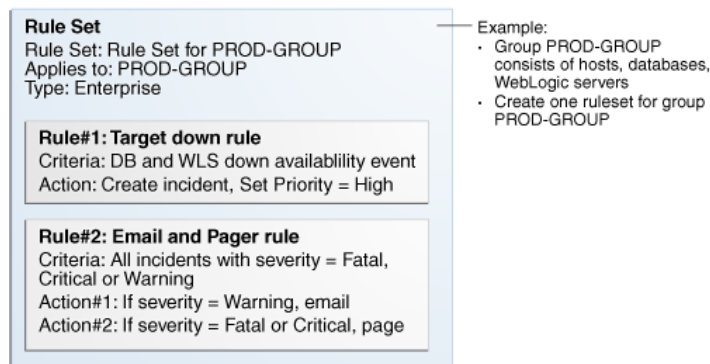 Rule Set
Rule Set: Rule Set for PROD-GROUP
Applies to: PROD-GROUP
Type: Enterprise
Rule#1: Target down rule
Criteria: DB and WLS down availablility event
Action: Create incident, Set Priority = High
Rule#2: Email and Pager rule
Criteria: All incidents with severity = Fatal,
Critical or Warning
Action#1: If severity = Warning, email
Action#2: If severity = Fatal or Critical, page
Example:
• Group PROD-GROUP
consists of hosts, databases,
WebLogic servers
• Create one ruleset for group
PROD-GROUP